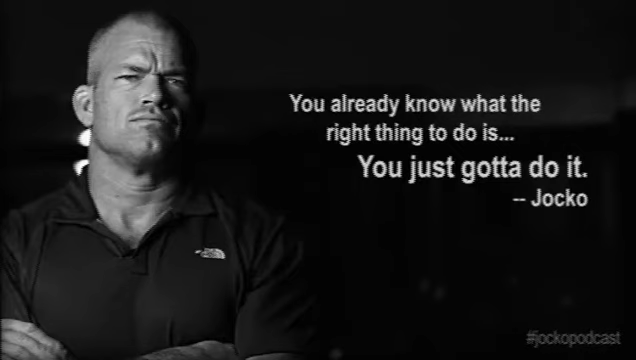 You already know what the
right thing to do is...
You just gotta do it.
-- Jocko
#jockopodcast